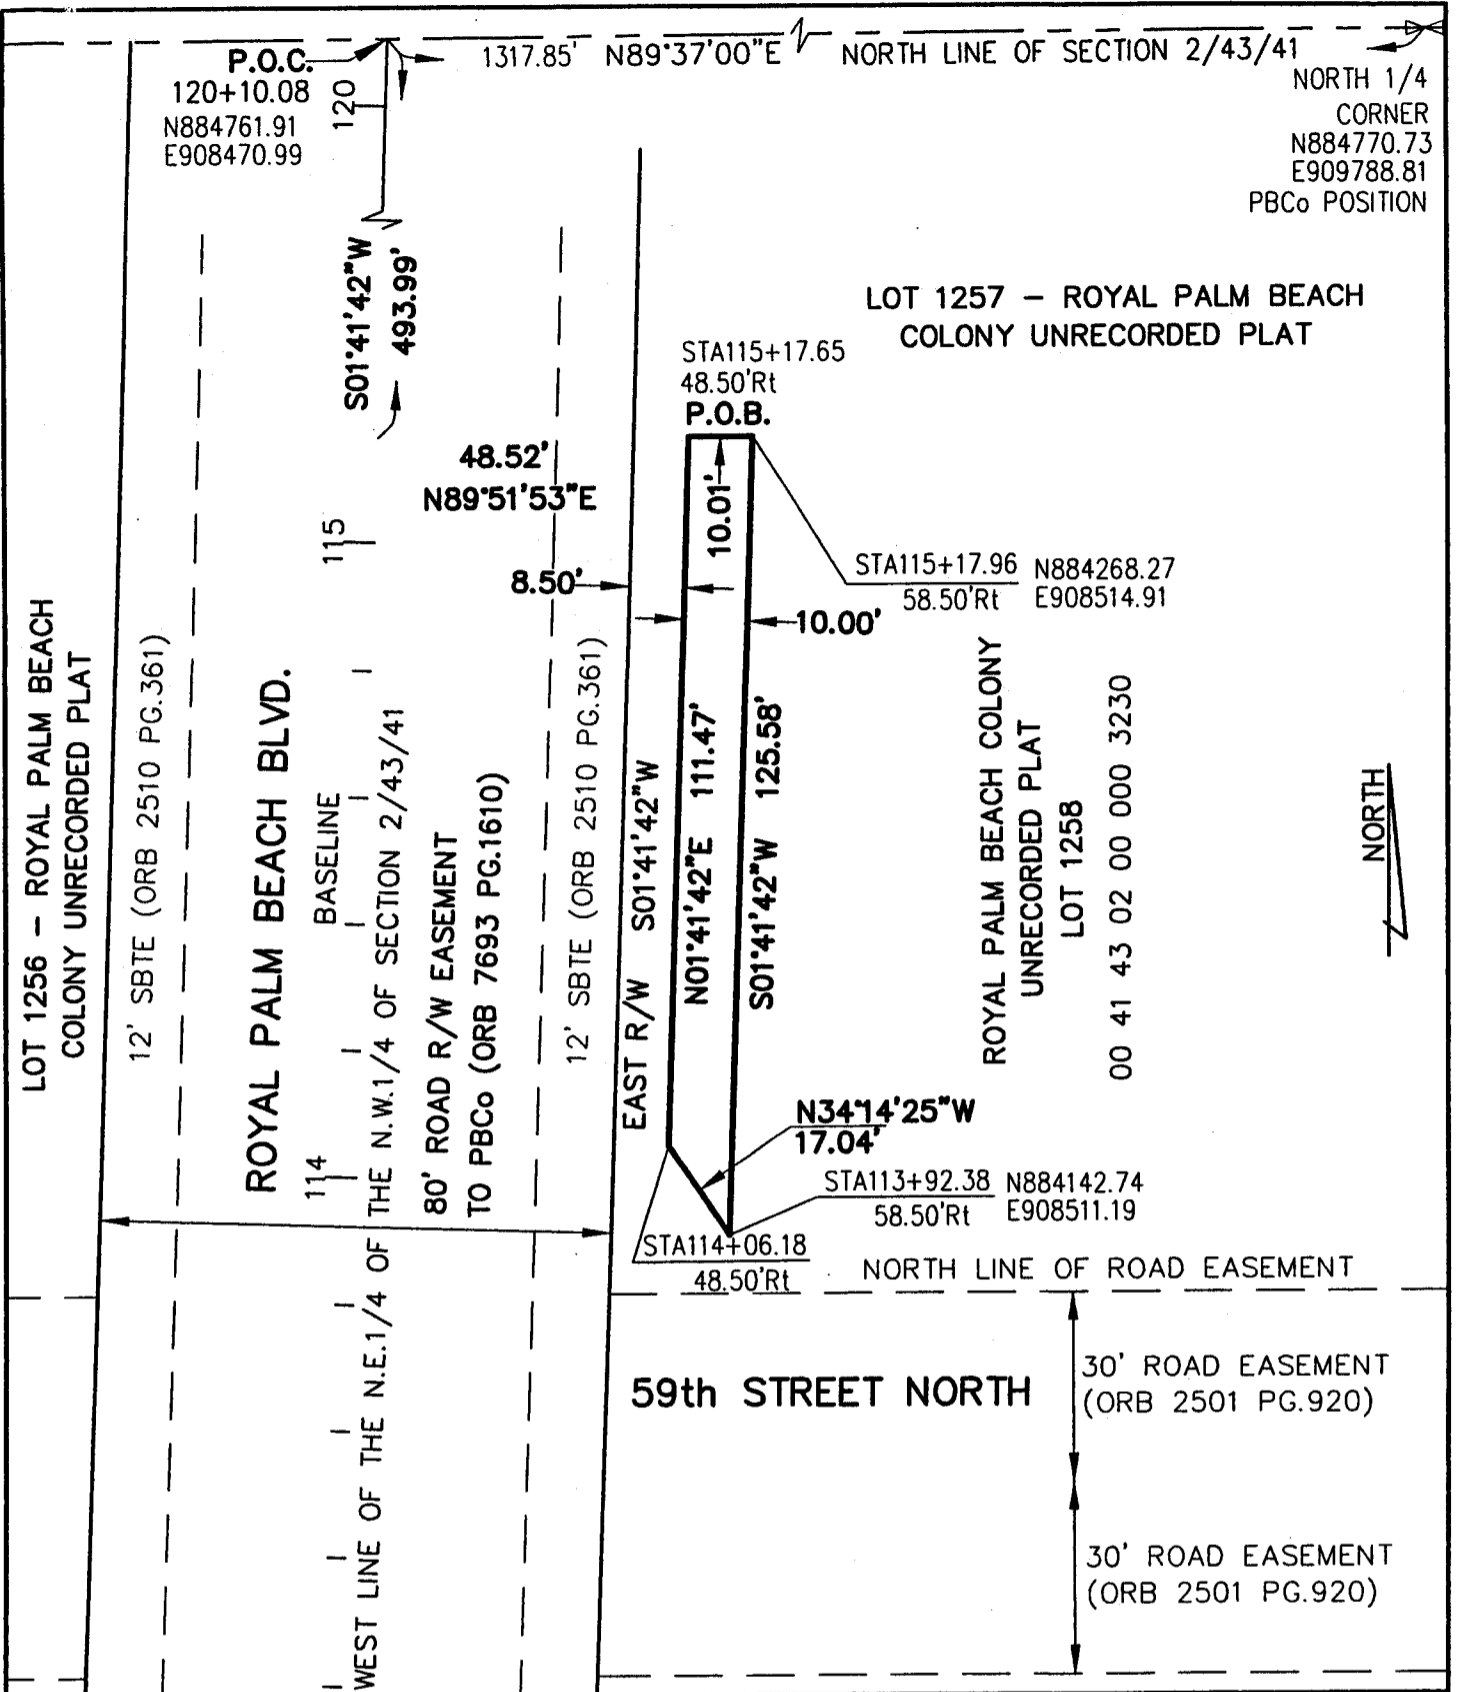 1317.85' N89°37'00"E NORTH LINE OF SECTION 2/43/41
P.O.C.
120+10.08
N884761.91
E908470.99
120
NORTH 1/4
CORNER
N884770.73
E909788.81
PBCo POSITION
S01°41'42"W
493.99'
LOT 1257 – ROYAL PALM BEACH
COLONY UNRECORDED PLAT
STA115+17.65
48.50'Rt
P.O.B.
48.52'
N89°51'53"E
10.01'
115
8.50'
STA115+17.96 N884268.27
58.50'Rt E908514.91
10.00'
LOT 1256 – ROYAL PALM BEACH
COLONY UNRECORDED PLAT
12' SBTE (ORB 2510 PG.361)
ROYAL PALM BEACH BLVD.
BASELINE
114
WEST LINE OF THE N.E.1/4 OF THE N.W.1/4 OF SECTION 2/43/41
80' ROAD R/W EASEMENT
TO PBCo (ORB 7693 PG.1610)
12' SBTE (ORB 2510 PG.361)
EAST R/W S01°41'42"W
N01°41'42"E 111.47'
S01°41'42"W 125.58'
ROYAL PALM BEACH COLONY
UNRECORDED PLAT
LOT 1258
00 41 43 02 00 000 3230
NORTH
N34°14'25"W
17.04'
STA113+92.38 N884142.74
58.50'Rt E908511.19
STA114+06.18
48.50'Rt
NORTH LINE OF ROAD EASEMENT
59th STREET NORTH
30' ROAD EASEMENT
(ORB 2501 PG.920)
30' ROAD EASEMENT
(ORB 2501 PG.920)